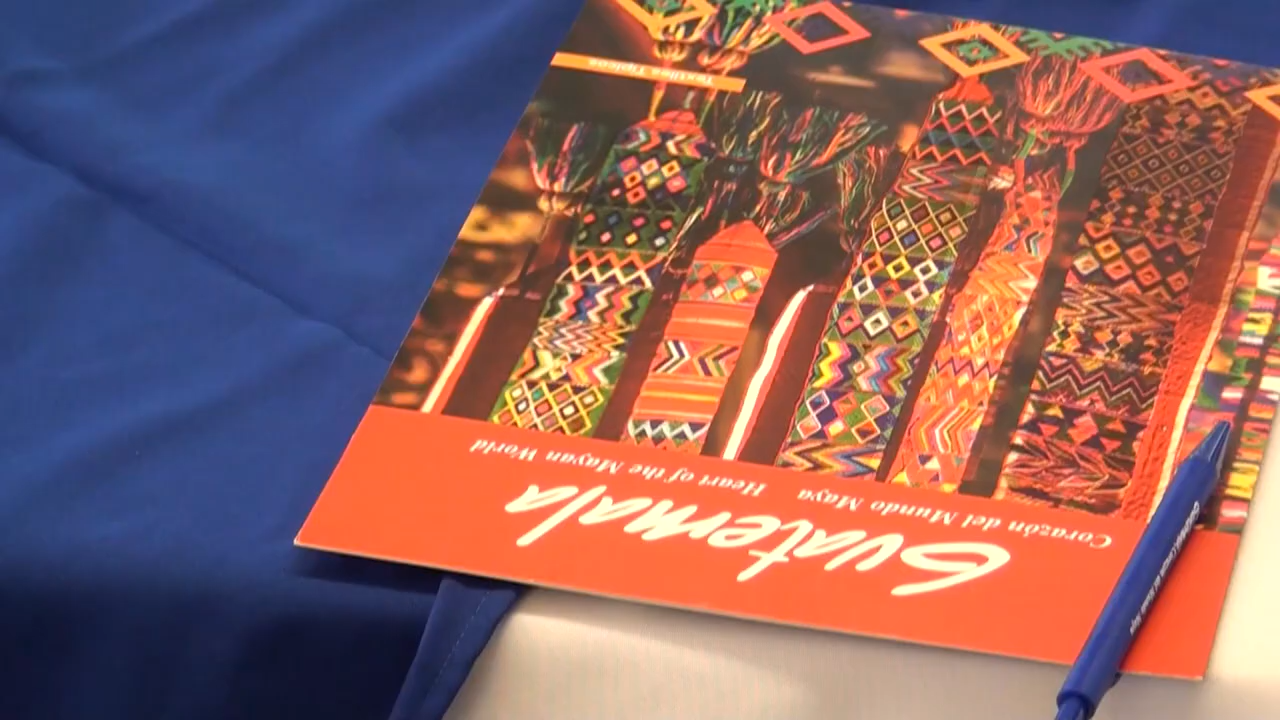 Textiles Típicos
Guatemala
Corazón del Mundo Maya Heart of the Mayan World